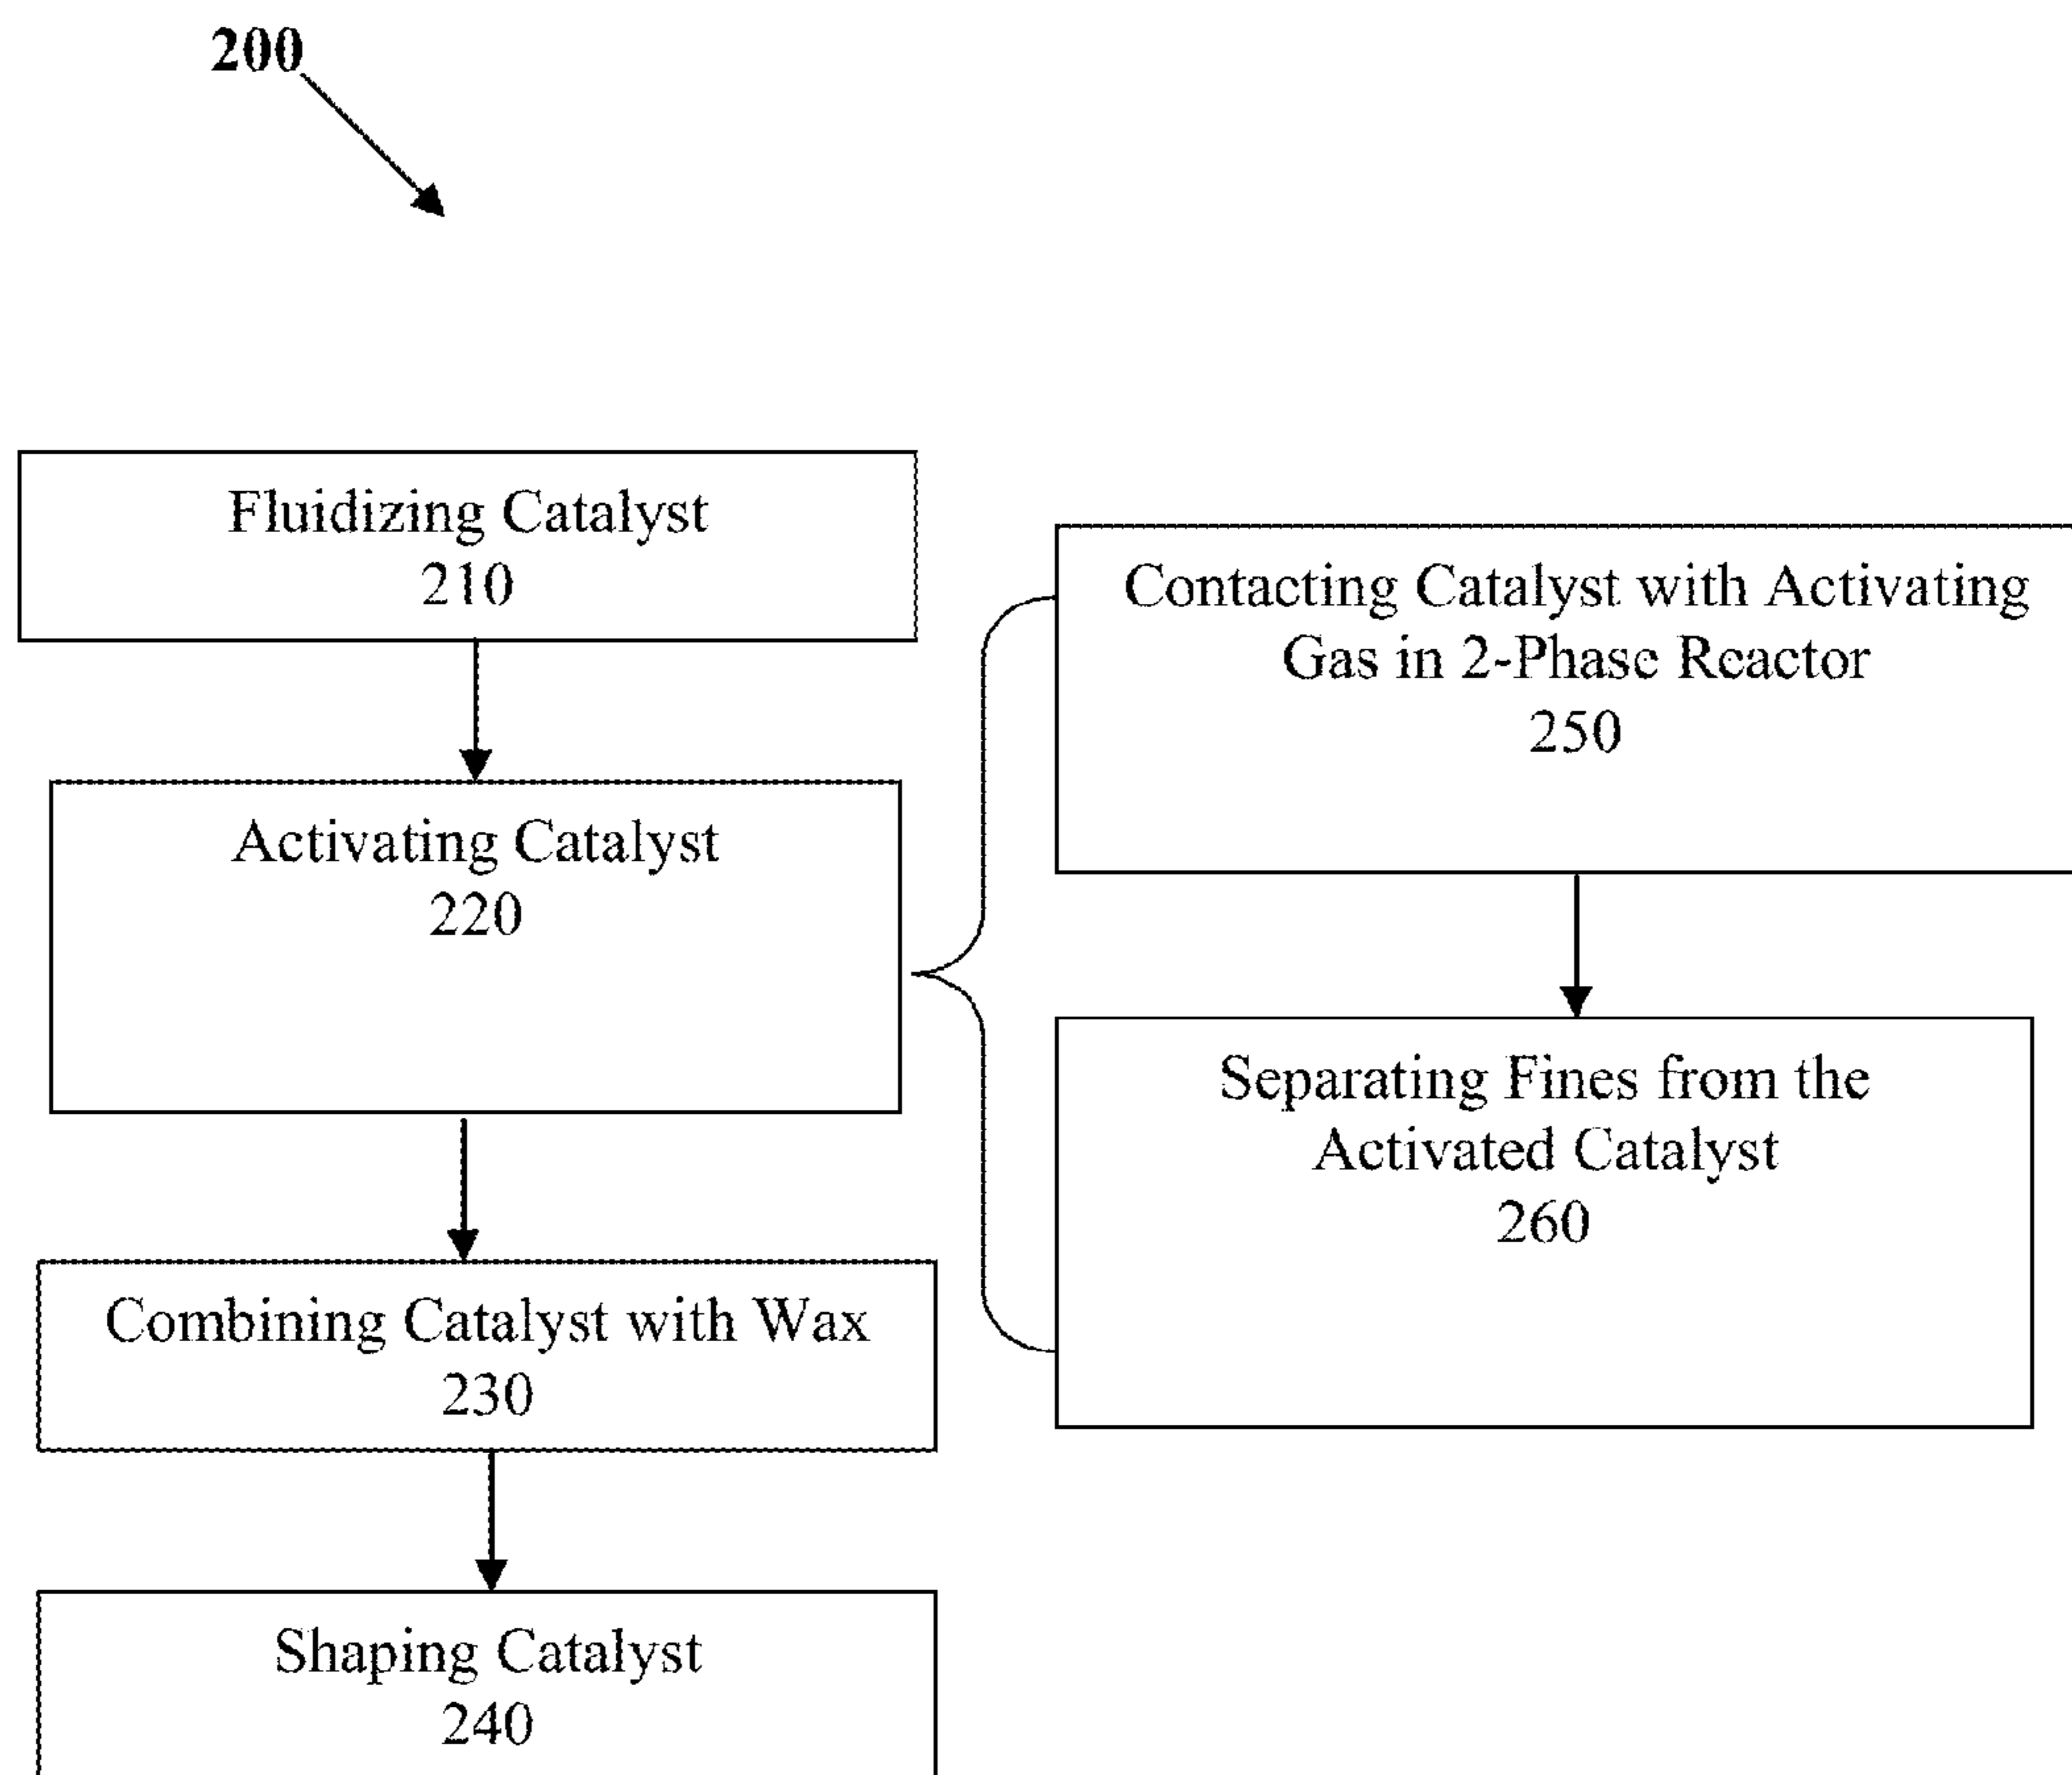 200
Fluidizing Catalyst
210
Activating Catalyst
220
Combining Catalyst with Wax
230
Shaping Catalyst
240
Contacting Catalyst with Activating
Gas in 2-Phase Reactor
250
Separating Fines from the
Activated Catalyst
260